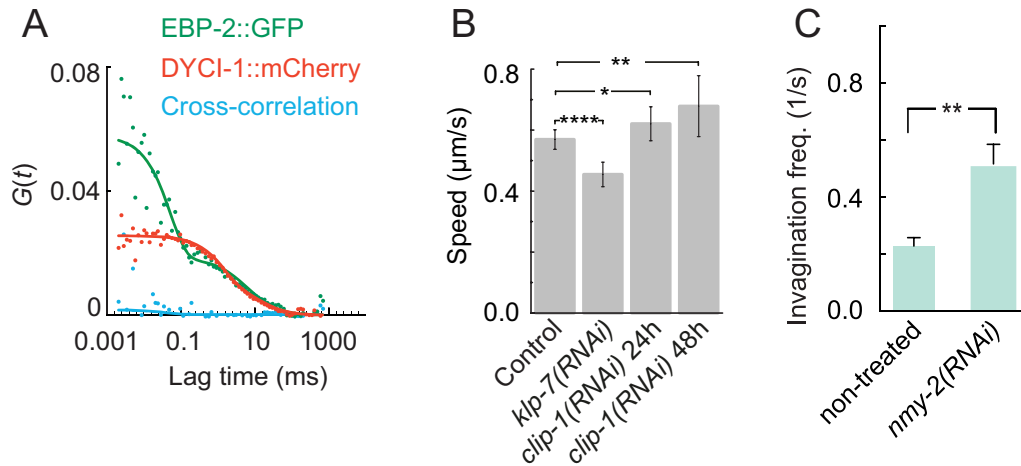 A
EBP-2::GFP
DYCI-1::mCherry
Cross-correlation
0.08
0.04
0
G(t)
0.001 0.1 10 1000
Lag time (ms)
B
**
*
****
0.8
0.4
0.0
Speed (μm/s)
Control
klp-7(RNAi)
clip-1(RNAi) 24h
clip-1(RNAi) 48h
C
**
0.8
0.4
0
Invagination freq. (1/s)
non-treated
nmy-2(RNAi)